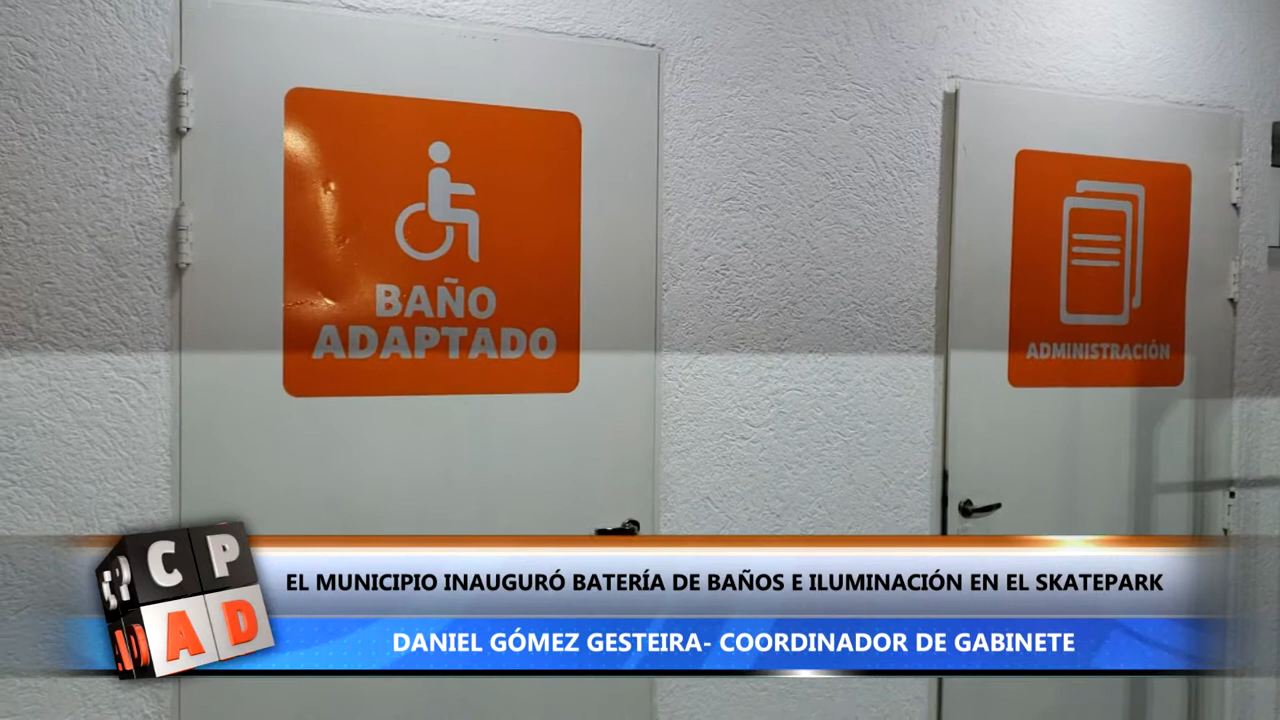 BAÑO
ADAPTADO
ADMINISTRACIÓN
CP
AD
EL MUNICIPIO INAUGURÓ BATERÍA DE BAÑOS E ILUMINACIÓN EN EL SKATEPARK
DANIEL GÓMEZ GESTEIRA- COORDINADOR DE GABINETE